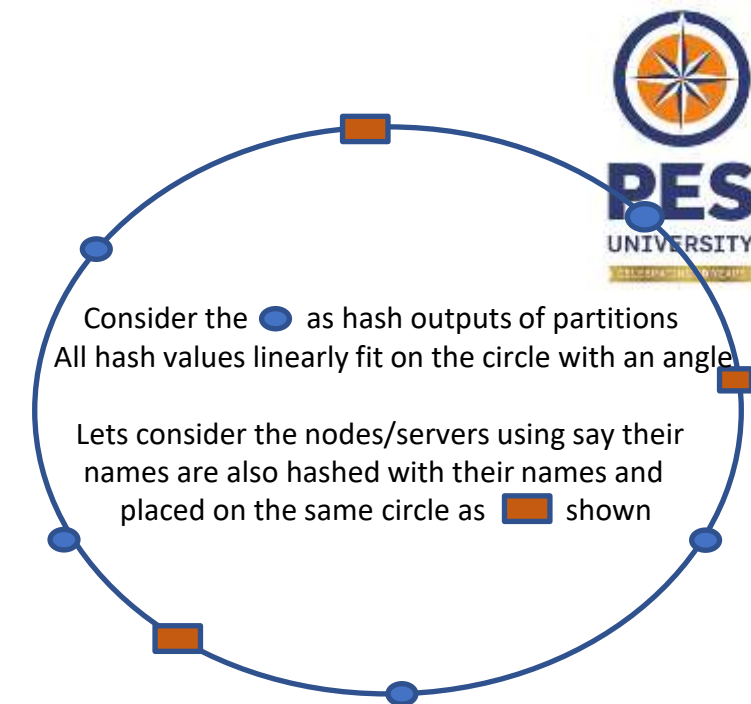 PES
UNIVERSITY
Consider the as hash outputs of partitions
All hash values linearly fit on the circle with an angle
Lets consider the nodes/servers using say their
names are also hashed with their names and
placed on the same circle as shown